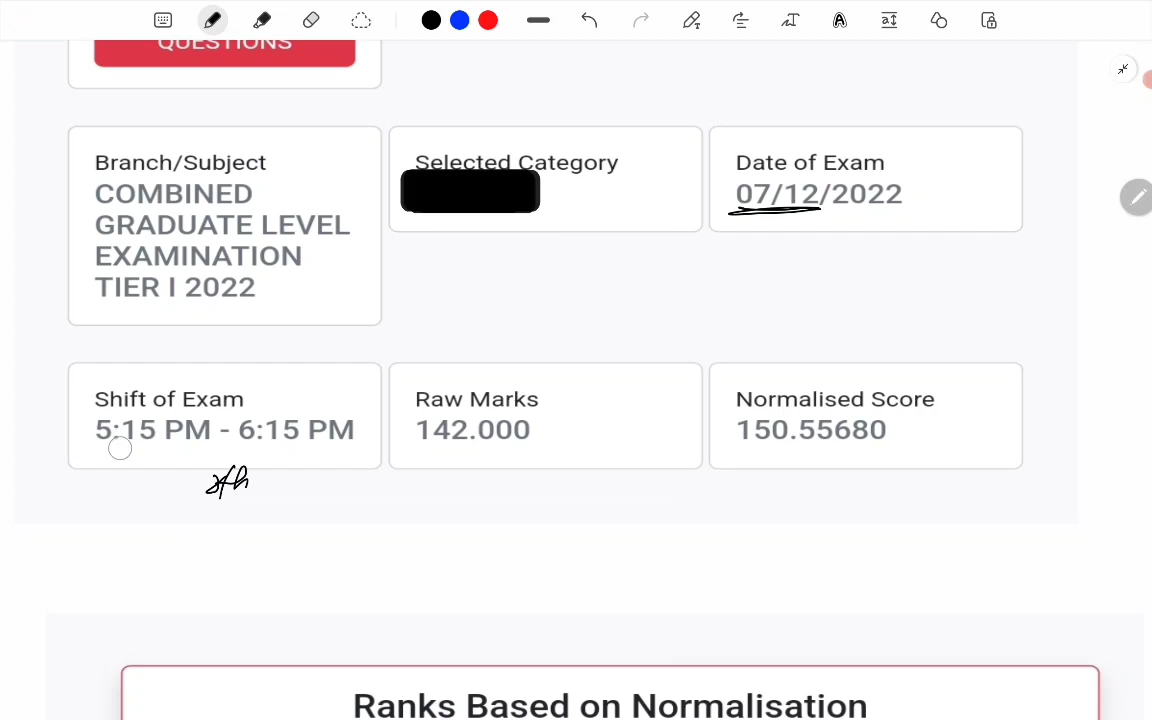 QUESTIONS
Branch/Subject
COMBINED
GRADUATE LEVEL
EXAMINATION
TIER I 2022
Selected Category
Date of Exam
07/12/2022
Shift of Exam
5:15 PM - 6:15 PM
Raw Marks
142.000
Normalised Score
150.55680
Ranks Based on Normalisation